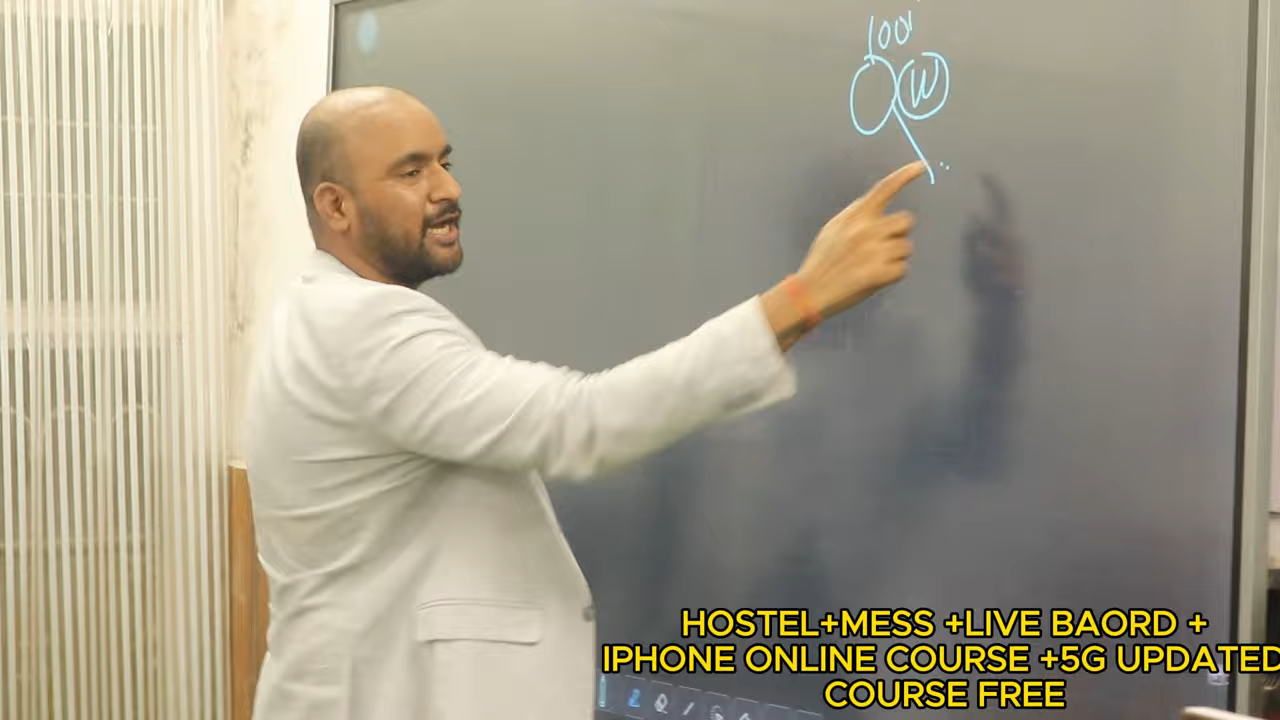 100%
W
HOSTEL+MESS +LIVE BAORD +
IPHONE ONLINE COURSE +5G UPDATED
COURSE FREE